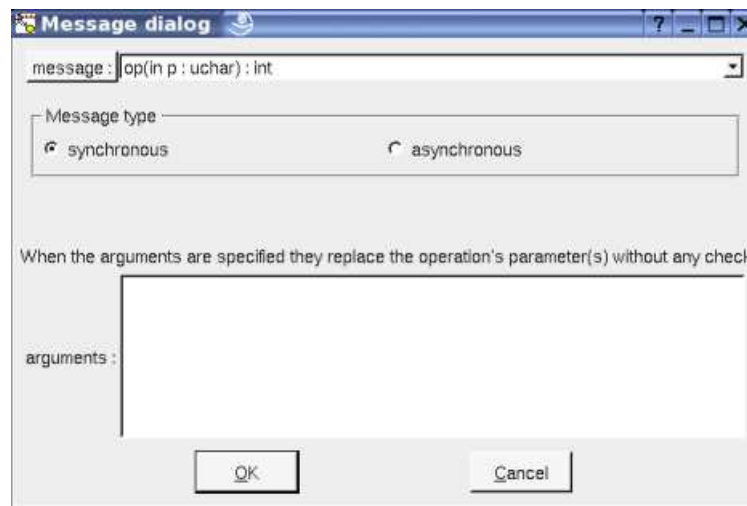 Message dialog ?
message : op(in p : uchar) : int
Message type
synchronous asynchronous
When the arguments are specified they replace the operation's parameter(s) without any check
arguments :
OK Cancel